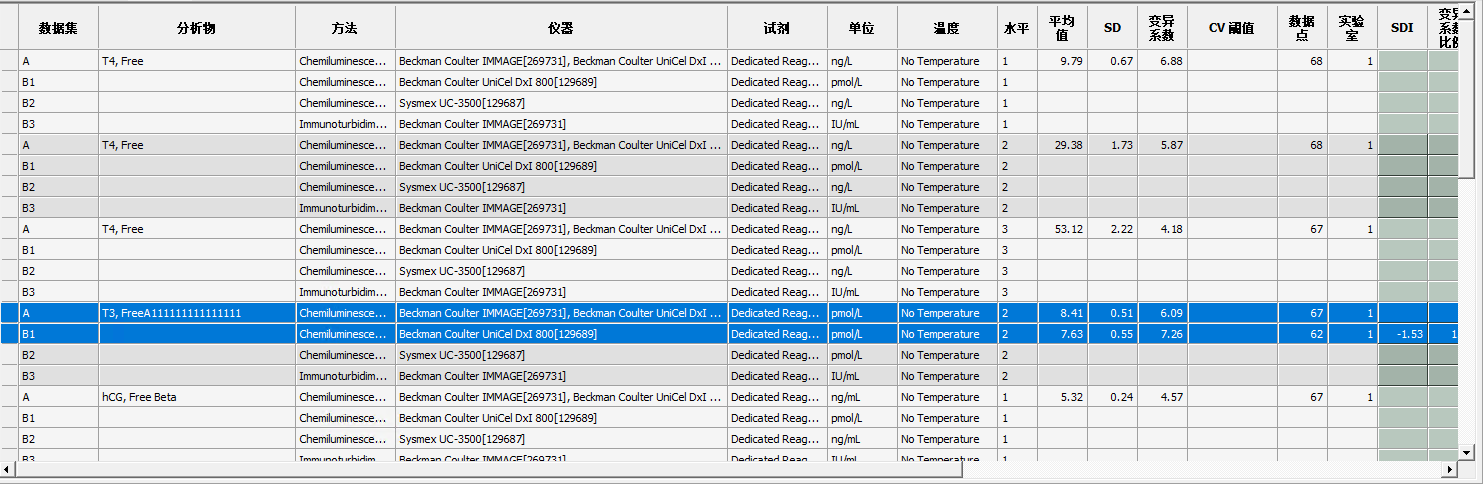 数据集 分析物 方法 仪器 试剂 单位 温度 水平 平均值 SD 变异系数 CV 阈值 数据点 实验室 SDI 变异系数比例
A T4, Free Chemiluminesce... Beckman Coulter IMMAGE[269731], Beckman Coulter UniCel DxI ... Dedicated Reag... ng/L No Temperature 1 9.79 0.67 6.88 68 1
B1 Chemiluminesce... Beckman Coulter UniCel DxI 800[129689] Dedicated Reag... pmol/L No Temperature 1
B2 Chemiluminesce... Sysmex UC-3500[129687] Dedicated Reag... ng/L No Temperature 1
B3 Immunoturbidim... Beckman Coulter IMMAGE[269731] Dedicated Reag... IU/mL No Temperature 1
A T4, Free Chemiluminesce... Beckman Coulter IMMAGE[269731], Beckman Coulter UniCel DxI ... Dedicated Reag... ng/L No Temperature 2 29.38 1.73 5.87 68 1
B1 Chemiluminesce... Beckman Coulter UniCel DxI 800[129689] Dedicated Reag... pmol/L No Temperature 2
B2 Chemiluminesce... Sysmex UC-3500[129687] Dedicated Reag... ng/L No Temperature 2
B3 Immunoturbidim... Beckman Coulter IMMAGE[269731] Dedicated Reag... IU/mL No Temperature 2
A T4, Free Chemiluminesce... Beckman Coulter IMMAGE[269731], Beckman Coulter UniCel DxI ... Dedicated Reag... ng/L No Temperature 3 53.12 2.22 4.18 67 1
B1 Chemiluminesce... Beckman Coulter UniCel DxI 800[129689] Dedicated Reag... pmol/L No Temperature 3
B2 Chemiluminesce... Sysmex UC-3500[129687] Dedicated Reag... ng/L No Temperature 3
B3 Immunoturbidim... Beckman Coulter IMMAGE[269731] Dedicated Reag... IU/mL No Temperature 3
A T3, FreeA111111111111111 Chemiluminesce... Beckman Coulter IMMAGE[269731], Beckman Coulter UniCel DxI ... Dedicated Reag... pmol/L No Temperature 2 8.41 0.51 6.09 67 1
B1 Chemiluminesce... Beckman Coulter UniCel DxI 800[129689] Dedicated Reag... pmol/L No Temperature 2 7.63 0.55 7.26 62 1 -1.53 1
B2 Chemiluminesce... Sysmex UC-3500[129687] Dedicated Reag... pmol/L No Temperature 2
B3 Immunoturbidim... Beckman Coulter IMMAGE[269731] Dedicated Reag... IU/mL No Temperature 2
A hCG, Free Beta Chemiluminesce... Beckman Coulter IMMAGE[269731], Beckman Coulter UniCel DxI ... Dedicated Reag... ng/mL No Temperature 1 5.32 0.24 4.57 67 1
B1 Chemiluminesce... Beckman Coulter UniCel DxI 800[129689] Dedicated Reag... pmol/L No Temperature 1
B2 Chemiluminesce... Sysmex UC-3500[129687] Dedicated Reag... ng/mL No Temperature 1
B3 Immunoturbidim... Beckman Coulter IMMAGE[269731] Dedicated Reag... IU/mL No Temperature 1